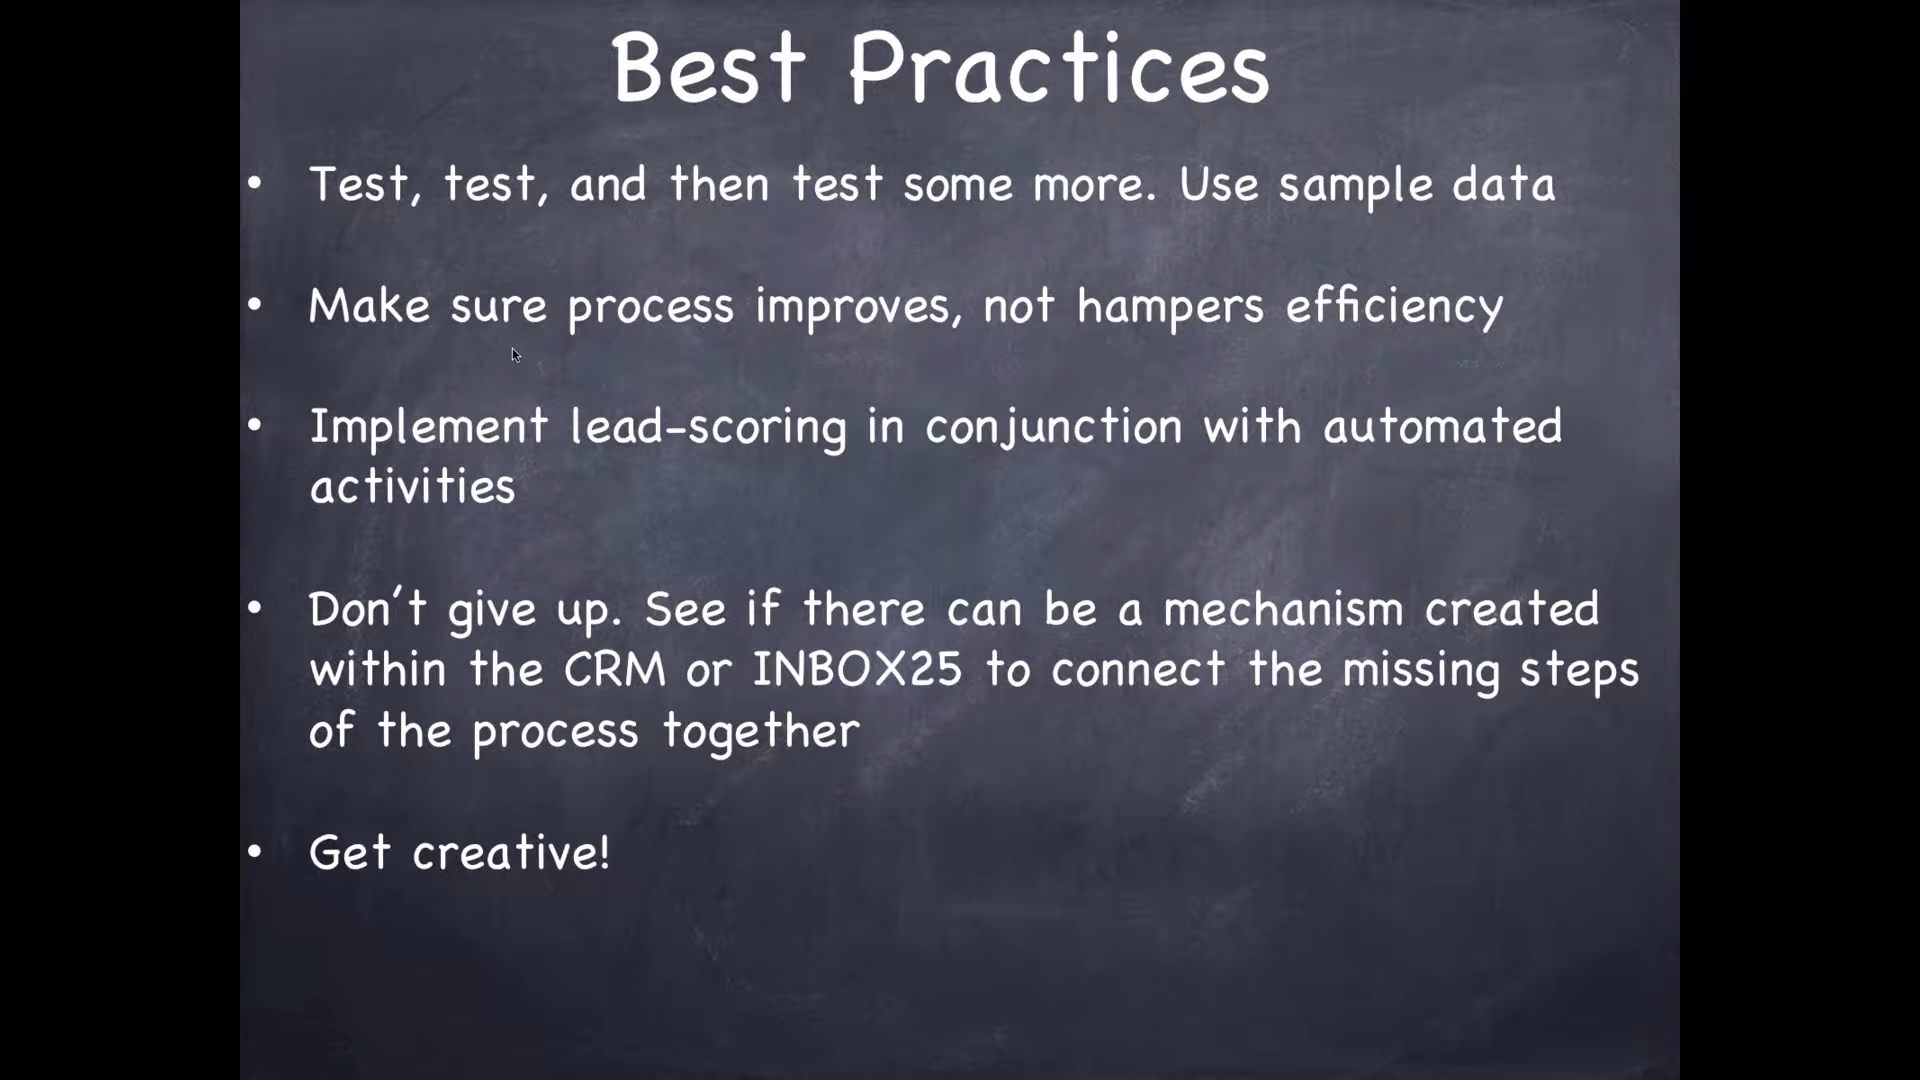 Best Practices
• Test, test, and then test some more. Use sample data
• Make sure process improves, not hampers efficiency
• Implement lead-scoring in conjunction with automated
activities
• Don't give up. See if there can be a mechanism created
within the CRM or INBOX25 to connect the missing steps
of the process together
• Get creative!